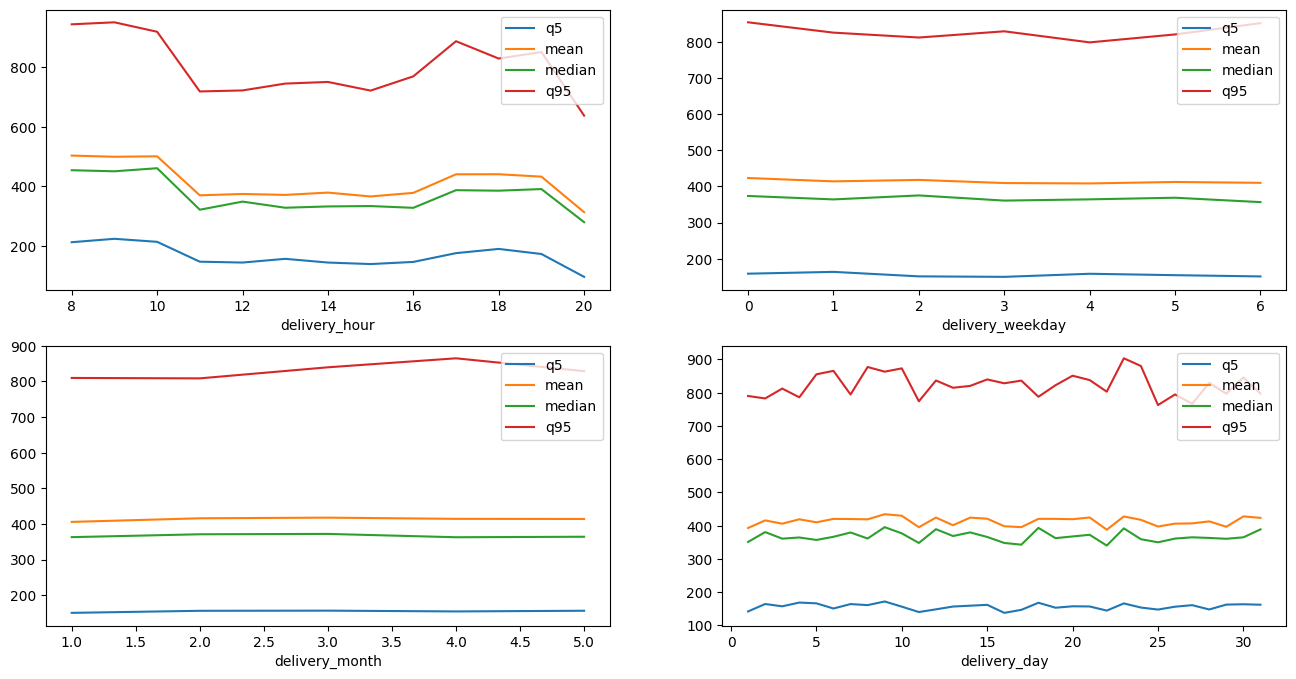 800
600
400
200
8
10
12
14
16
18
20
delivery_hour
q5
mean
median
q95
800
700
600
500
400
300
200
0
1
2
3
4
5
6
delivery_weekday
q5
mean
median
q95
900
800
700
600
500
400
300
200
1.0
1.5
2.0
2.5
3.0
3.5
4.0
4.5
5.0
delivery_month
q5
mean
median
q95
900
800
700
600
500
400
300
200
100
0
5
10
15
20
25
30
delivery_day
q5
mean
median
q95